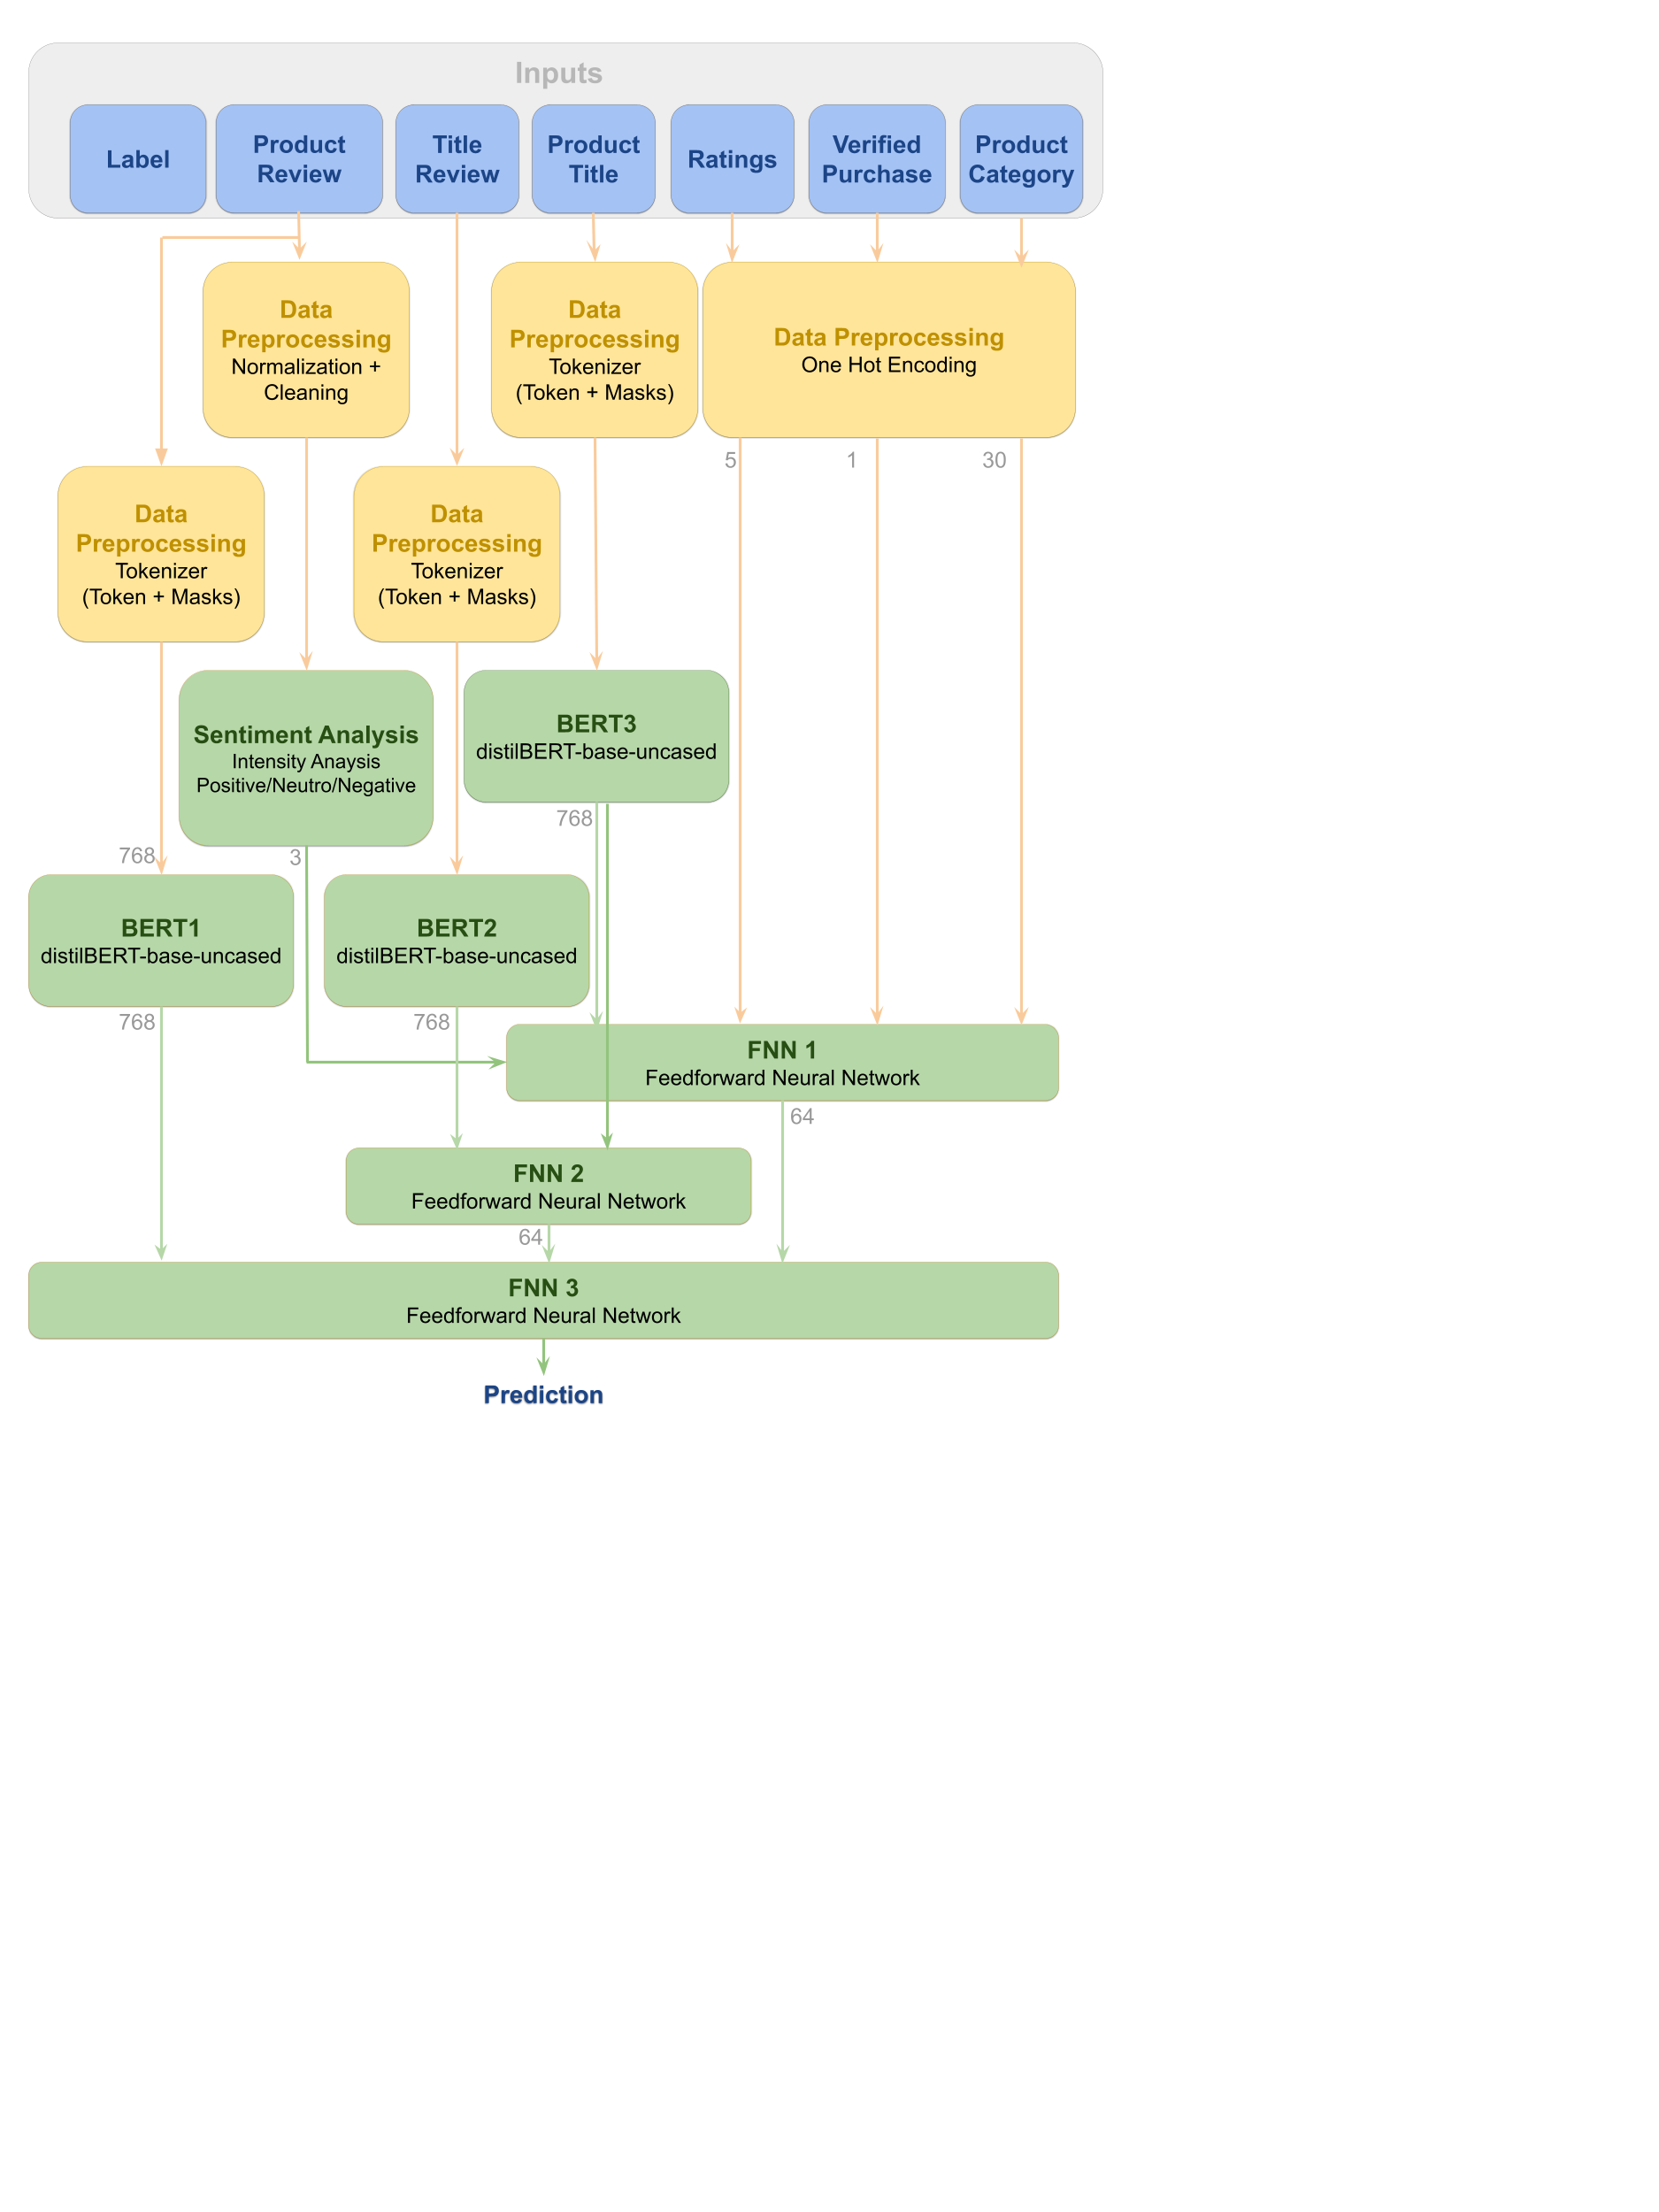 Inputs
Label
Product
Review
Title
Review
Product
Title
Ratings
Verified
Purchase
Product
Category
Data
Preprocessing
Normalization +
Cleaning
Data
Preprocessing
Tokenizer
(Token + Masks)
Data Preprocessing
One Hot Encoding
5
1
30
Data
Preprocessing
Tokenizer
(Token + Masks)
Data
Preprocessing
Tokenizer
(Token + Masks)
Sentiment Analysis
Intensity Anaysis
Positive/Neutro/Negative
BERT3
distilBERT-base-uncased
768
768
3
BERT1
distilBERT-base-uncased
BERT2
distilBERT-base-uncased
768
768
FNN 1
Feedforward Neural Network
64
FNN 2
Feedforward Neural Network
64
FNN 3
Feedforward Neural Network
Prediction